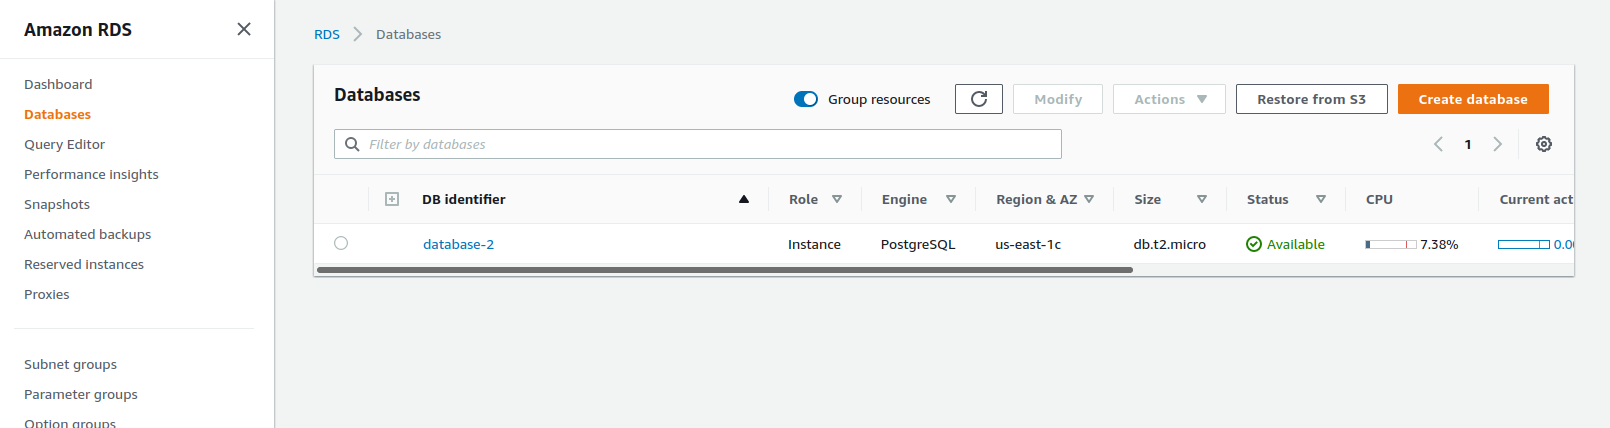 Amazon RDS
Dashboard
Databases
Query Editor
Performance insights
Snapshots
Automated backups
Reserved instances
Proxies
Subnet groups
Parameter groups
Option groups
RDS > Databases
Databases
Group resources
Modify
Actions
Restore from S3
Create database
Filter by databases
1
DB identifier Role Engine Region & AZ Size Status CPU Current act
database-2 Instance PostgreSQL us-east-1c db.t2.micro Available 7.38% 0.0